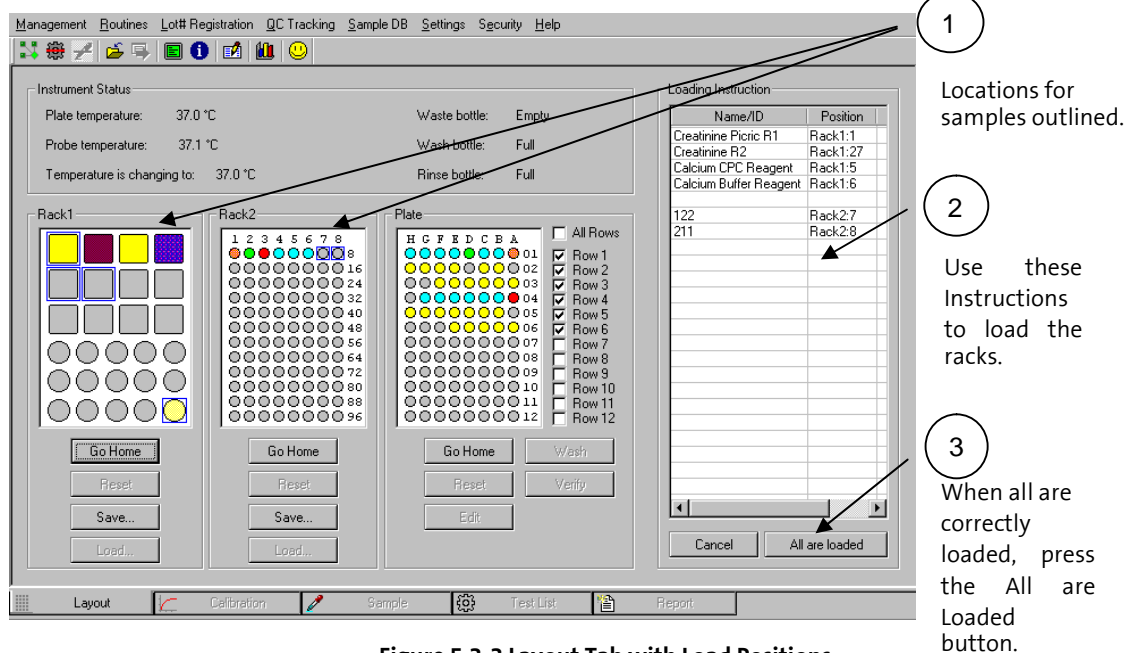 Management Routines Lot# Registration QC Tracking Sample DB Settings Security Help
Instrument Status
Plate temperature: 37.0 °C Waste bottle: Empty
Probe temperature: 37.1 °C Wash bottle: Full
Temperature is changing to: 37.0 °C Rinse bottle: Full
Loading Instruction
Name/ID Position
Creatinine Picric R1 Rack1:1
Creatinine R2 Rack1:27
Calcium CPC Reagent Rack1:5
Calcium Buffer Reagent Rack1:6
122 Rack2:7
211 Rack2:8
Cancel All are loaded
Rack1
Go Home
Reset
Save...
Load...
Rack2
1 2 3 4 5 6 7 8
8
16
24
32
40
48
56
64
72
80
88
96
Go Home
Reset
Save...
Load...
Plate
H G F E D C B A
01
02
03
04
05
06
07
08
09
10
11
12
All Rows
Row 1
Row 2
Row 3
Row 4
Row 5
Row 6
Row 7
Row 8
Row 9
Row 10
Row 11
Row 12
Go Home Wash
Reset Verify
Edit
Layout Calibration Sample Test List Report
1
Locations for
samples outlined.
2
Use these
Instructions
to load the
racks.
3
When all are
correctly
loaded, press
the All are
Loaded
button.